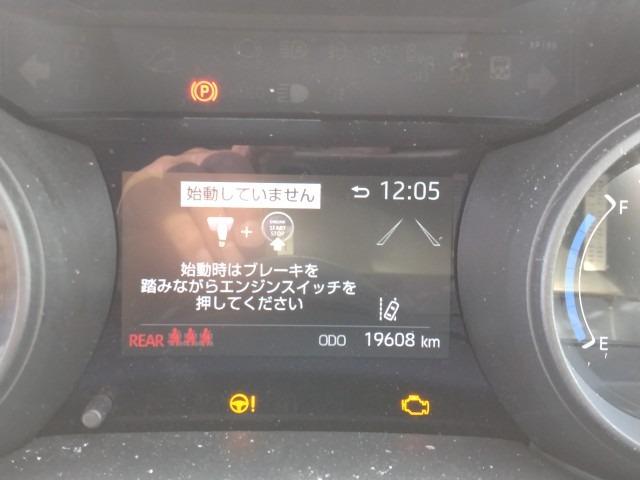 P
始動していません
12:05
ENGINE
START
STOP
+
始動時はブレーキを
踏みながらエンジンスイッチを
押してください
REAR
ODO 19608 km
F
E
!